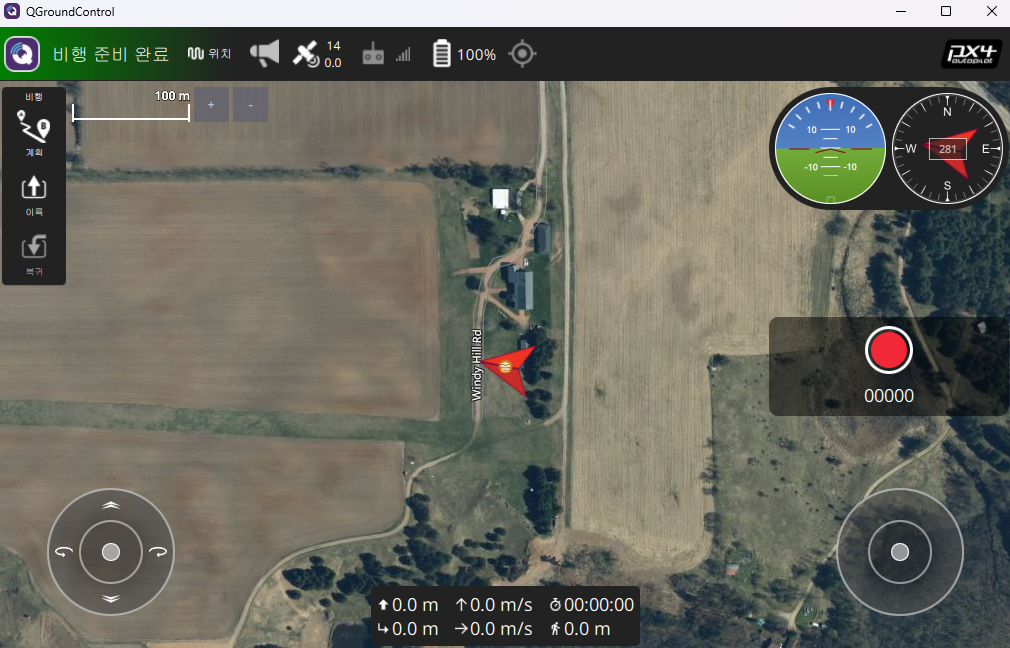 QGroundControl
비행 준비 완료
위치
14
0.0
100%
PX4
autopilot
비행
계획
이륙
복귀
100 m
+
-
10 10
-10 -10
N
W 281 E
S
Windy Hill Rd
00000
0.0 m 0.0 m/s 00:00:00
0.0 m 0.0 m/s 0.0 m